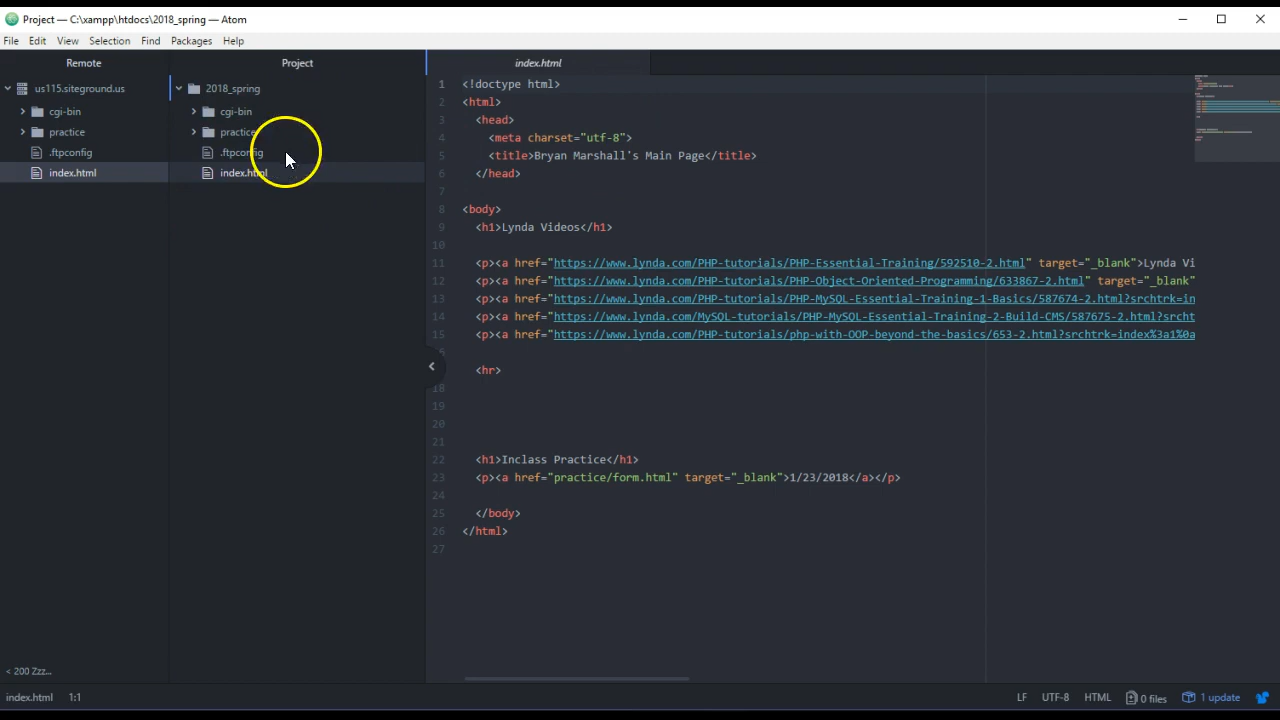 Project — C:\xampp\htdocs\2018_spring — Atom
File Edit View Selection Find Packages Help
Remote
us115.siteground.us
cgi-bin
practice
.ftpconfig
index.html
< 200 Zzz...
Project
2018_spring
cgi-bin
practice
.ftpconfig
index.html
index.html
1 <!doctype html>
2 <html>
3 <head>
4 <meta charset="utf-8">
5 <title>Bryan Marshall's Main Page</title>
6 </head>
7
8 <body>
9 <h1>Lynda Videos</h1>
10
11 <p><a href="https://www.lynda.com/PHP-tutorials/PHP-Essential-Training/592510-2.html" target="_blank">Lynda Vi
12 <p><a href="https://www.lynda.com/PHP-tutorials/PHP-Object-Oriented-Programming/633867-2.html" target="_blank"
13 <p><a href="https://www.lynda.com/PHP-tutorials/PHP-MySQL-Essential-Training-1-Basics/587674-2.html?srchtrk=in
14 <p><a href="https://www.lynda.com/MySQL-tutorials/PHP-MySQL-Essential-Training-2-Build-CMS/587675-2.html?srcht
15 <p><a href="https://www.lynda.com/PHP-tutorials/php-with-OOP-beyond-the-basics/653-2.html?srchtrk=index%3a1%0a
<hr>
18
19
20
21
22 <h1>Inclass Practice</h1>
23 <p><a href="practice/form.html" target="_blank">1/23/2018</a></p>
24
25 </body>
26 </html>
27
index.html 1:1 LF UTF-8 HTML 0 files 1 update